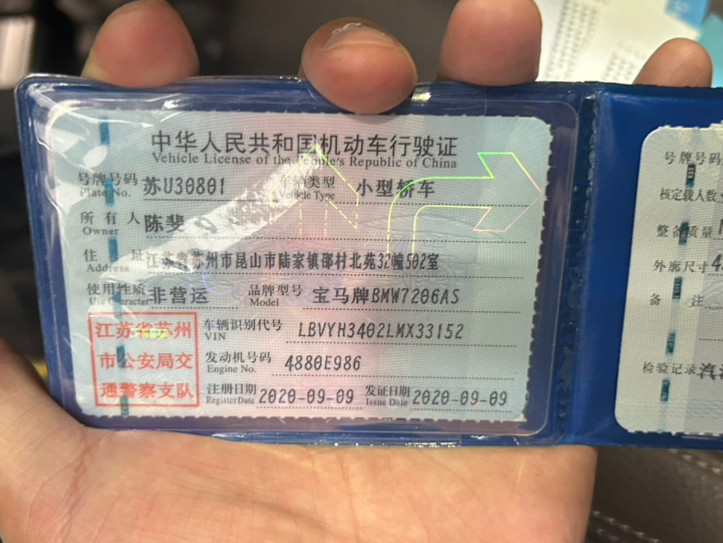 中华人民共和国机动车行驶证
Vehicle License of the People's Republic of China
号牌号码 苏U30801 车辆类型 小型轿车
Plate No. Vehicle Type
所有人 陈斐
Owner
住址 江苏省苏州市昆山市陆家镇邵村北苑32幢502室
Address
使用性质 非营运 品牌型号 宝马牌BMW7206AS
Use Character Model
江苏省苏州
市公安局交
通警察支队
车辆识别代号 LBVYH3402LMX33152
VIN
发动机号码 4880E986
Engine No.
注册日期 2020-09-09 发证日期 2020-09-09
Register Date Issue Date
号牌号码
核定载人数
整备质量
外廓尺寸
备注
检验记录